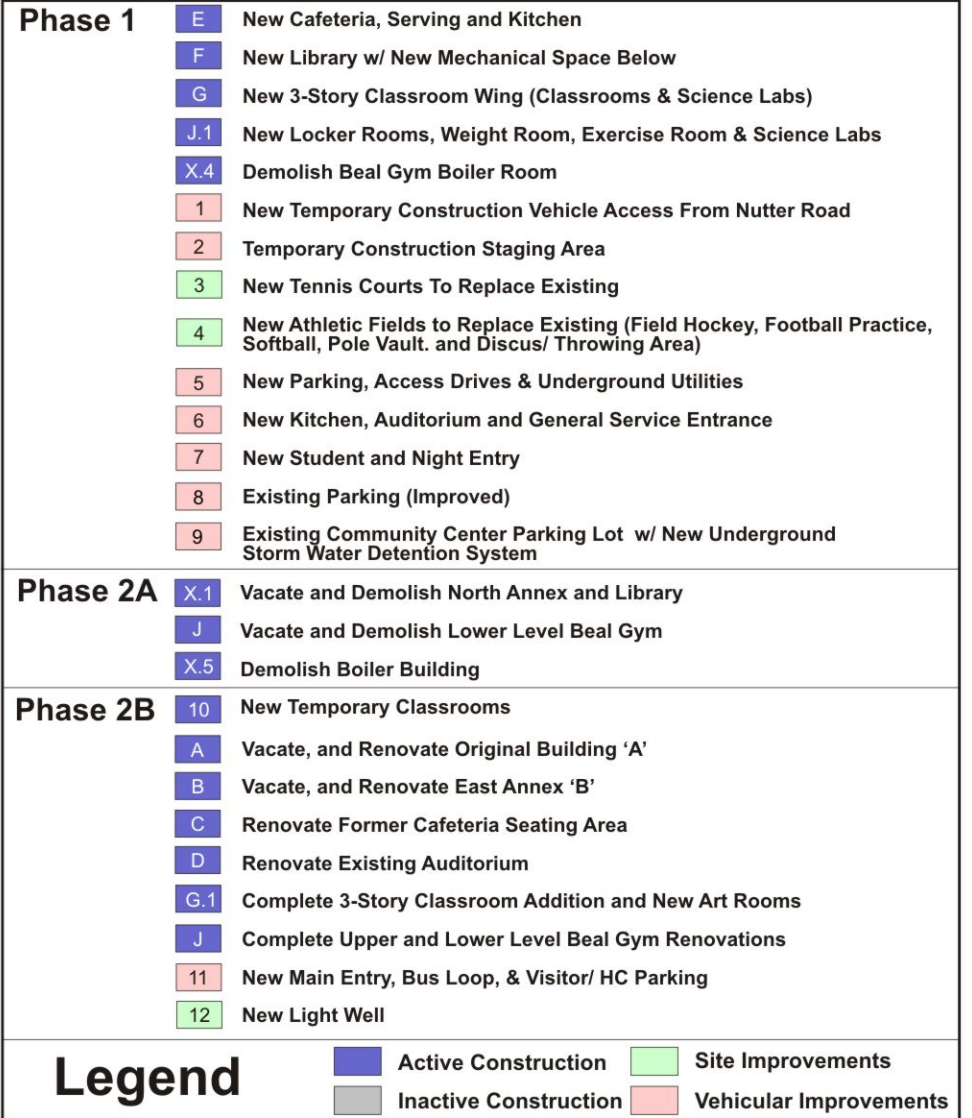 Phase 1
E New Cafeteria, Serving and Kitchen
F New Library w/ New Mechanical Space Below
G New 3-Story Classroom Wing (Classrooms & Science Labs)
J.1 New Locker Rooms, Weight Room, Exercise Room & Science Labs
X.4 Demolish Beal Gym Boiler Room
1 New Temporary Construction Vehicle Access From Nutter Road
2 Temporary Construction Staging Area
3 New Tennis Courts To Replace Existing
4 New Athletic Fields to Replace Existing (Field Hockey, Football Practice,
Softball, Pole Vault. and Discus/ Throwing Area)
5 New Parking, Access Drives & Underground Utilities
6 New Kitchen, Auditorium and General Service Entrance
7 New Student and Night Entry
8 Existing Parking (Improved)
9 Existing Community Center Parking Lot w/ New Underground
Storm Water Detention System
Phase 2A
X.1 Vacate and Demolish North Annex and Library
J Vacate and Demolish Lower Level Beal Gym
X.5 Demolish Boiler Building
Phase 2B
10 New Temporary Classrooms
A Vacate, and Renovate Original Building ‘A’
B Vacate, and Renovate East Annex ‘B’
C Renovate Former Cafeteria Seating Area
D Renovate Existing Auditorium
G.1 Complete 3-Story Classroom Addition and New Art Rooms
J Complete Upper and Lower Level Beal Gym Renovations
11 New Main Entry, Bus Loop, & Visitor/ HC Parking
12 New Light Well
Legend
Active Construction
Site Improvements
Inactive Construction
Vehicular Improvements